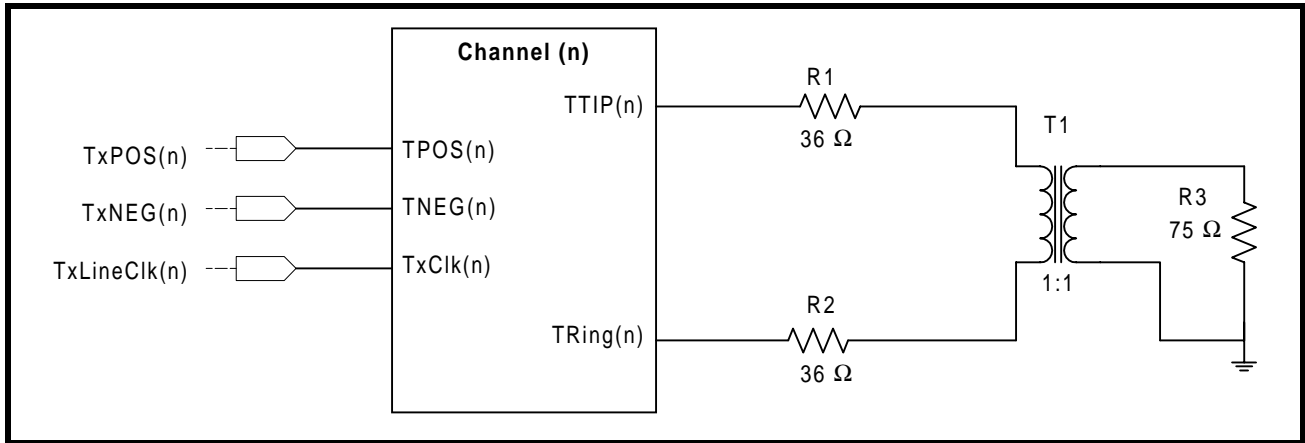 Channel (n)
TTIP(n)
R1
36 Ω
T1
TxPOS(n)
TPOS(n)
TxNEG(n)
TNEG(n)
R3
75 Ω
TxLineClk(n)
TxClk(n)
1:1
TRing(n)
R2
36 Ω